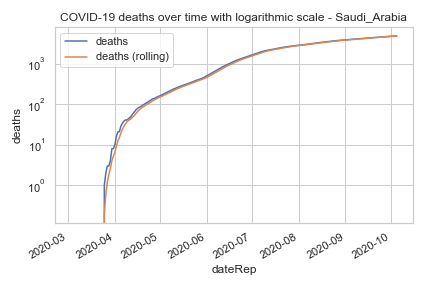 COVID-19 deaths over time with logarithmic scale - Saudi_Arabia
deaths
deaths (rolling)
10³
10²
10¹
10⁰
deaths
2020-03
2020-04
2020-05
2020-06
2020-07
2020-08
2020-09
2020-10
dateRep